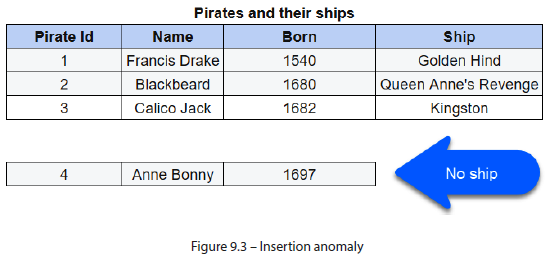 Pirates and their ships
Pirate Id Name Born Ship
1 Francis Drake 1540 Golden Hind
2 Blackbeard 1680 Queen Anne's Revenge
3 Calico Jack 1682 Kingston
4 Anne Bonny 1697 No ship
Figure 9.3 – Insertion anomaly